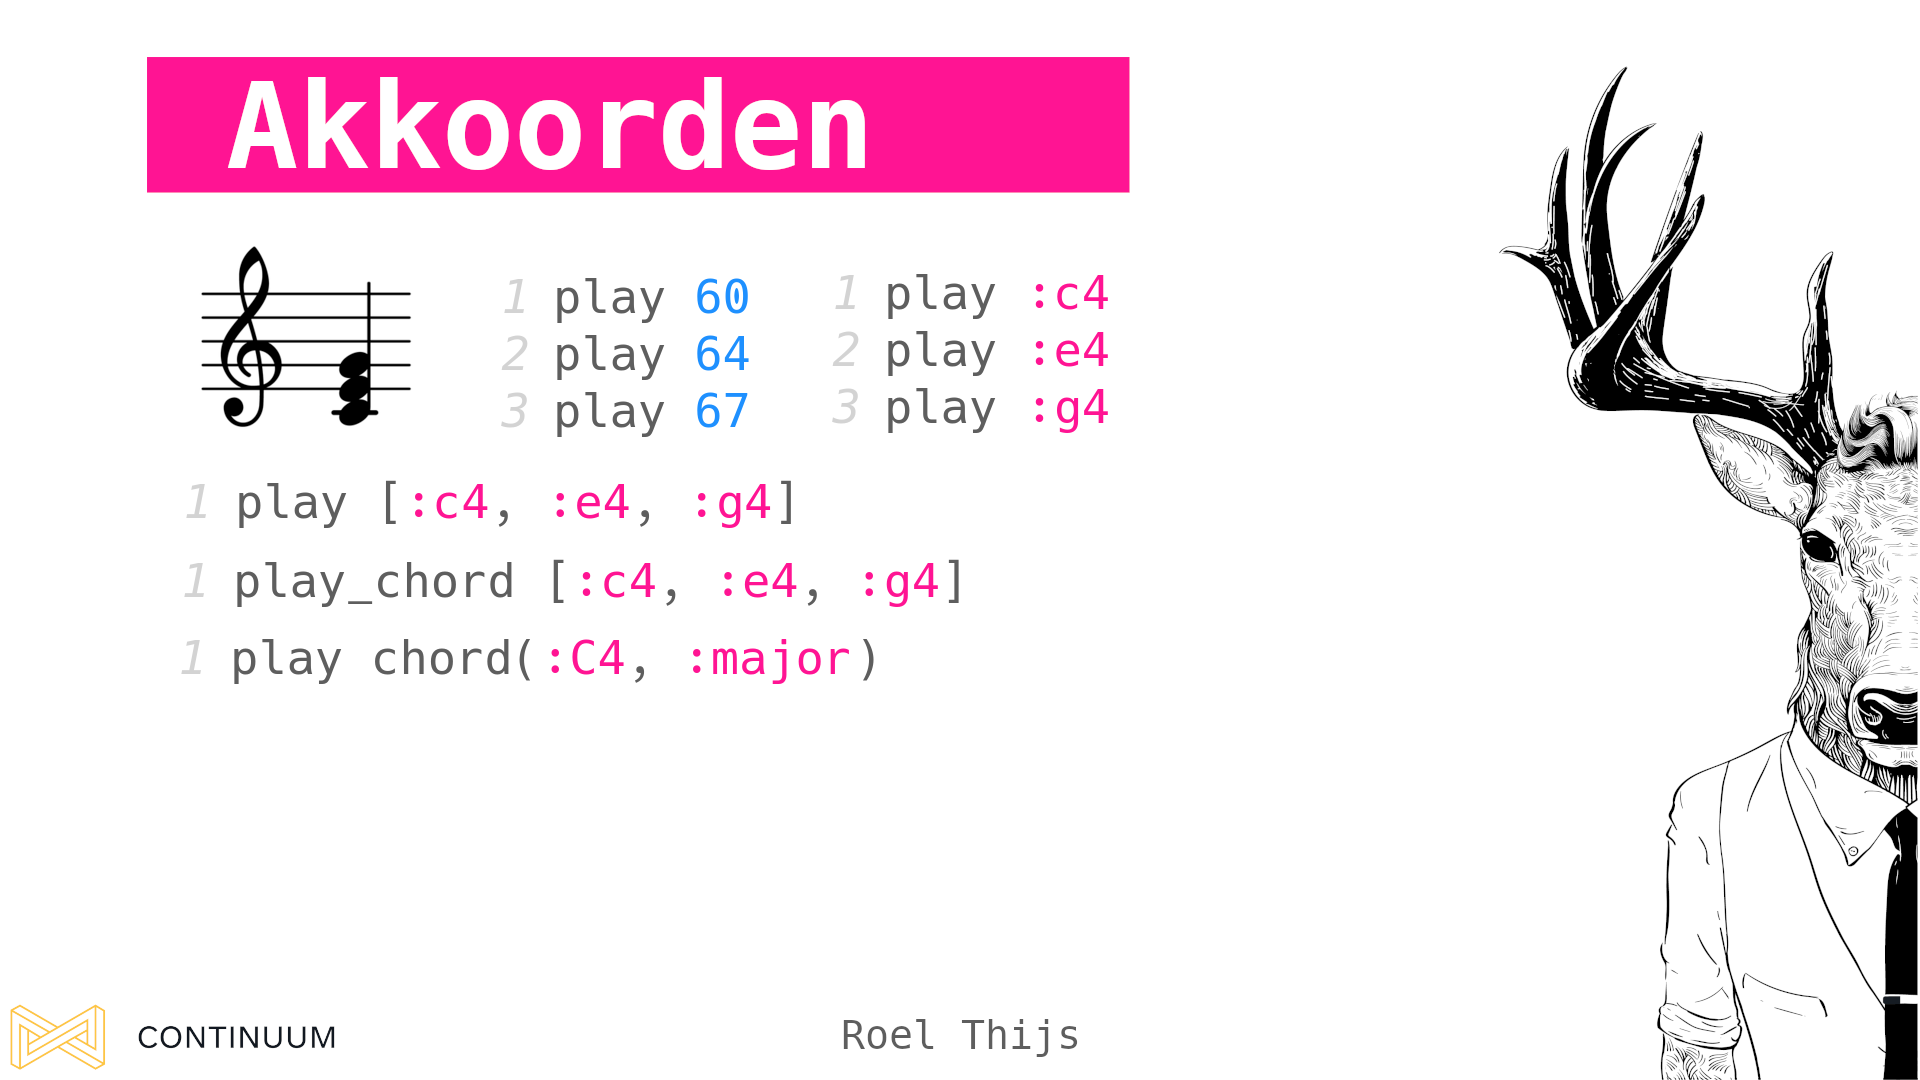 Akkoorden
1 play 60
2 play 64
3 play 67
1 play :c4
2 play :e4
3 play :g4
1 play [:c4, :e4, :g4]
1 play_chord [:c4, :e4, :g4]
1 play chord(:C4, :major)
CONTINUUM
Roel Thijs